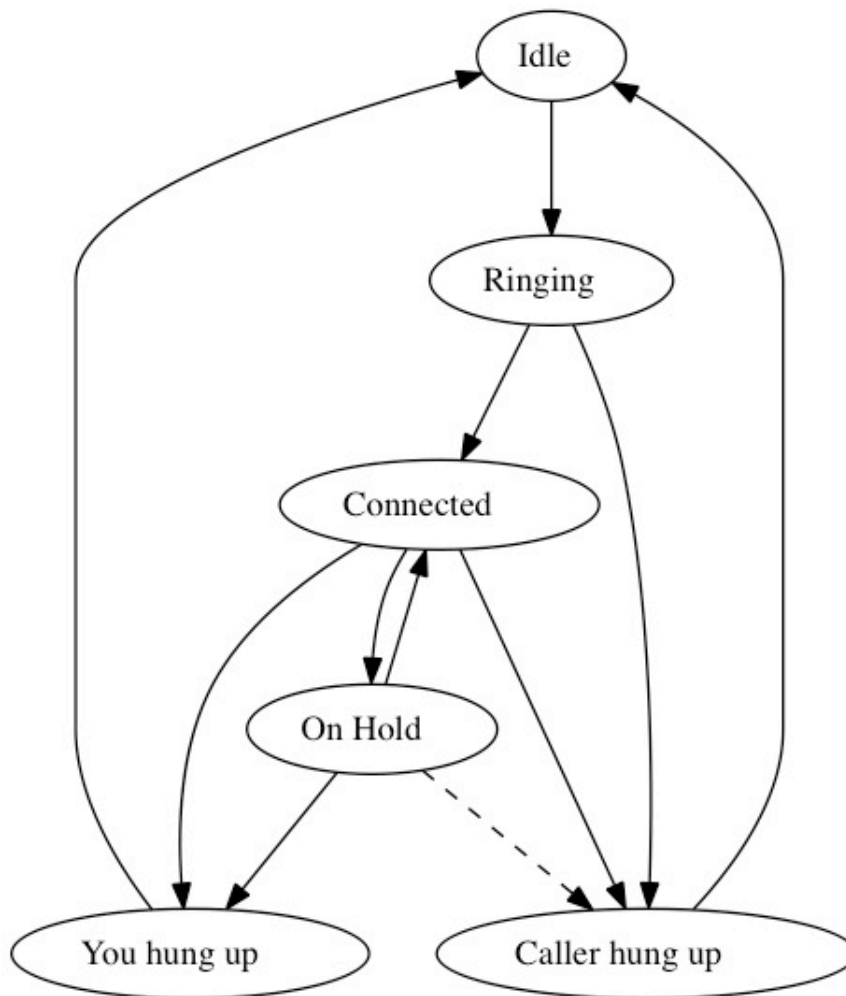 Idle
Ringing
Connected
On Hold
You hung up
Caller hung up